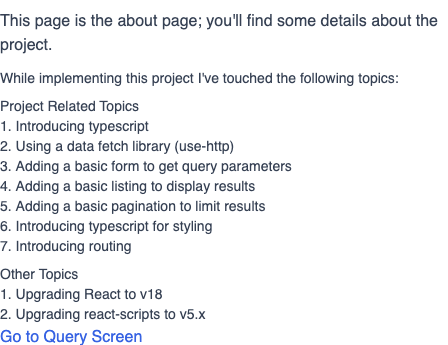 This page is the about page; you'll find some details about the
project.
While implementing this project I've touched the following topics:
Project Related Topics
1. Introducing typescript
2. Using a data fetch library (use-http)
3. Adding a basic form to get query parameters
4. Adding a basic listing to display results
5. Adding a basic pagination to limit results
6. Introducing typescript for styling
7. Introducing routing
Other Topics
1. Upgrading React to v18
2. Upgrading react-scripts to v5.x
Go to Query Screen